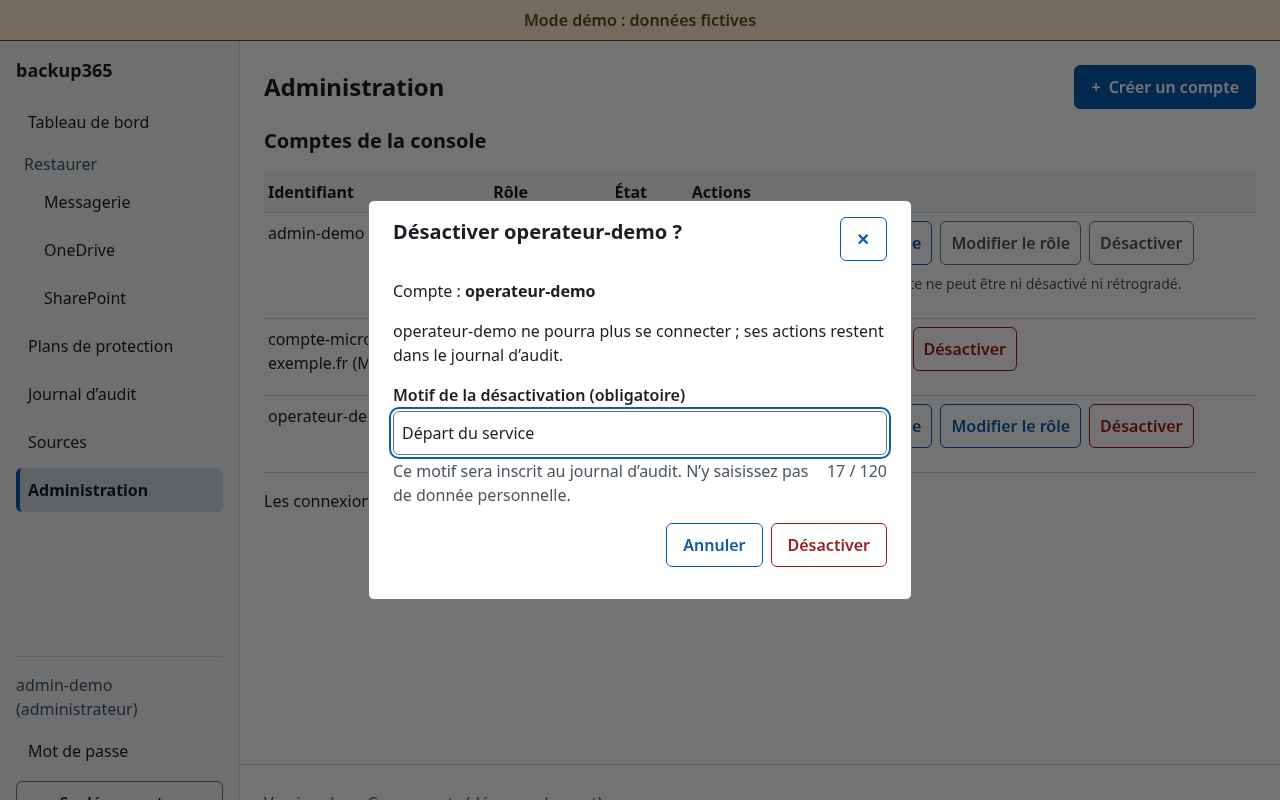 Mode démo : données fictives
backup365
Tableau de bord
Restaurer
Messagerie
OneDrive
SharePoint
Plans de protection
Journal d’audit
Sources
Administration
admin-demo
(administrateur)
Mot de passe
Administration
+ Créer un compte
Comptes de la console
Identifiant Rôle État Actions
admin-demo Modifier le rôle Désactiver
ne peut être ni désactivé ni rétrogradé.
Désactiver
exemple.fr
Modifier le rôle Désactiver
Les
Désactiver operateur-demo ?
×
Compte : operateur-demo
operateur-demo ne pourra plus se connecter ; ses actions restent
dans le journal d’audit.
Motif de la désactivation (obligatoire)
Départ du service
Ce motif sera inscrit au journal d’audit. N’y saisissez pas 17 / 120
de donnée personnelle.
Annuler Désactiver